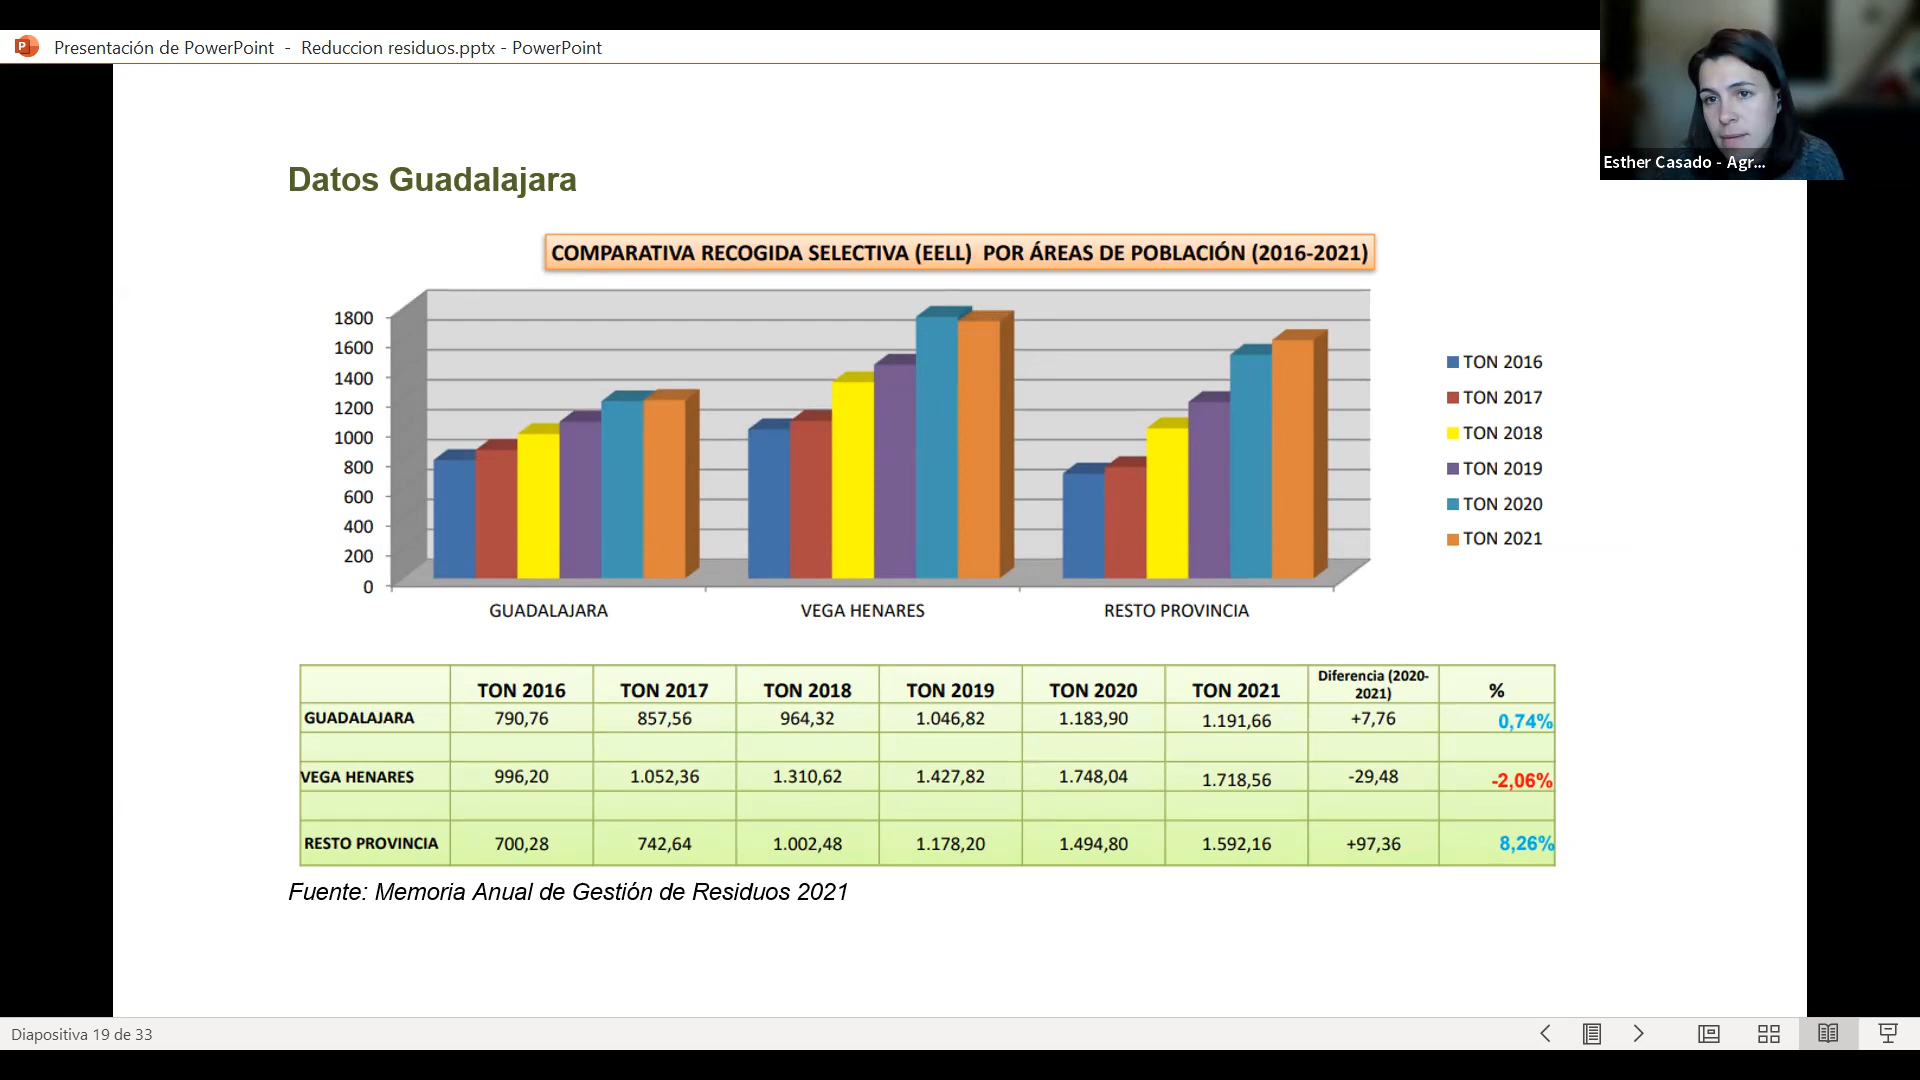 Presentación de PowerPoint - Reduccion residuos.pptx - PowerPoint
Esther Casado - Agr...
Datos Guadalajara
COMPARATIVA RECOGIDA SELECTIVA (EELL) POR ÁREAS DE POBLACIÓN (2016-2021)
1800
1600
1400
1200
1000
800
600
400
200
0
GUADALAJARA VEGA HENARES RESTO PROVINCIA
TON 2016
TON 2017
TON 2018
TON 2019
TON 2020
TON 2021
TON 2016 TON 2017 TON 2018 TON 2019 TON 2020 TON 2021 Diferencia (2020-2021) %
GUADALAJARA 790,76 857,56 964,32 1.046,82 1.183,90 1.191,66 +7,76 0,74%
VEGA HENARES 996,20 1.052,36 1.310,62 1.427,82 1.748,04 1.718,56 -29,48 -2,06%
RESTO PROVINCIA 700,28 742,64 1.002,48 1.178,20 1.494,80 1.592,16 +97,36 8,26%
Fuente: Memoria Anual de Gestión de Residuos 2021
Diapositiva 19 de 33